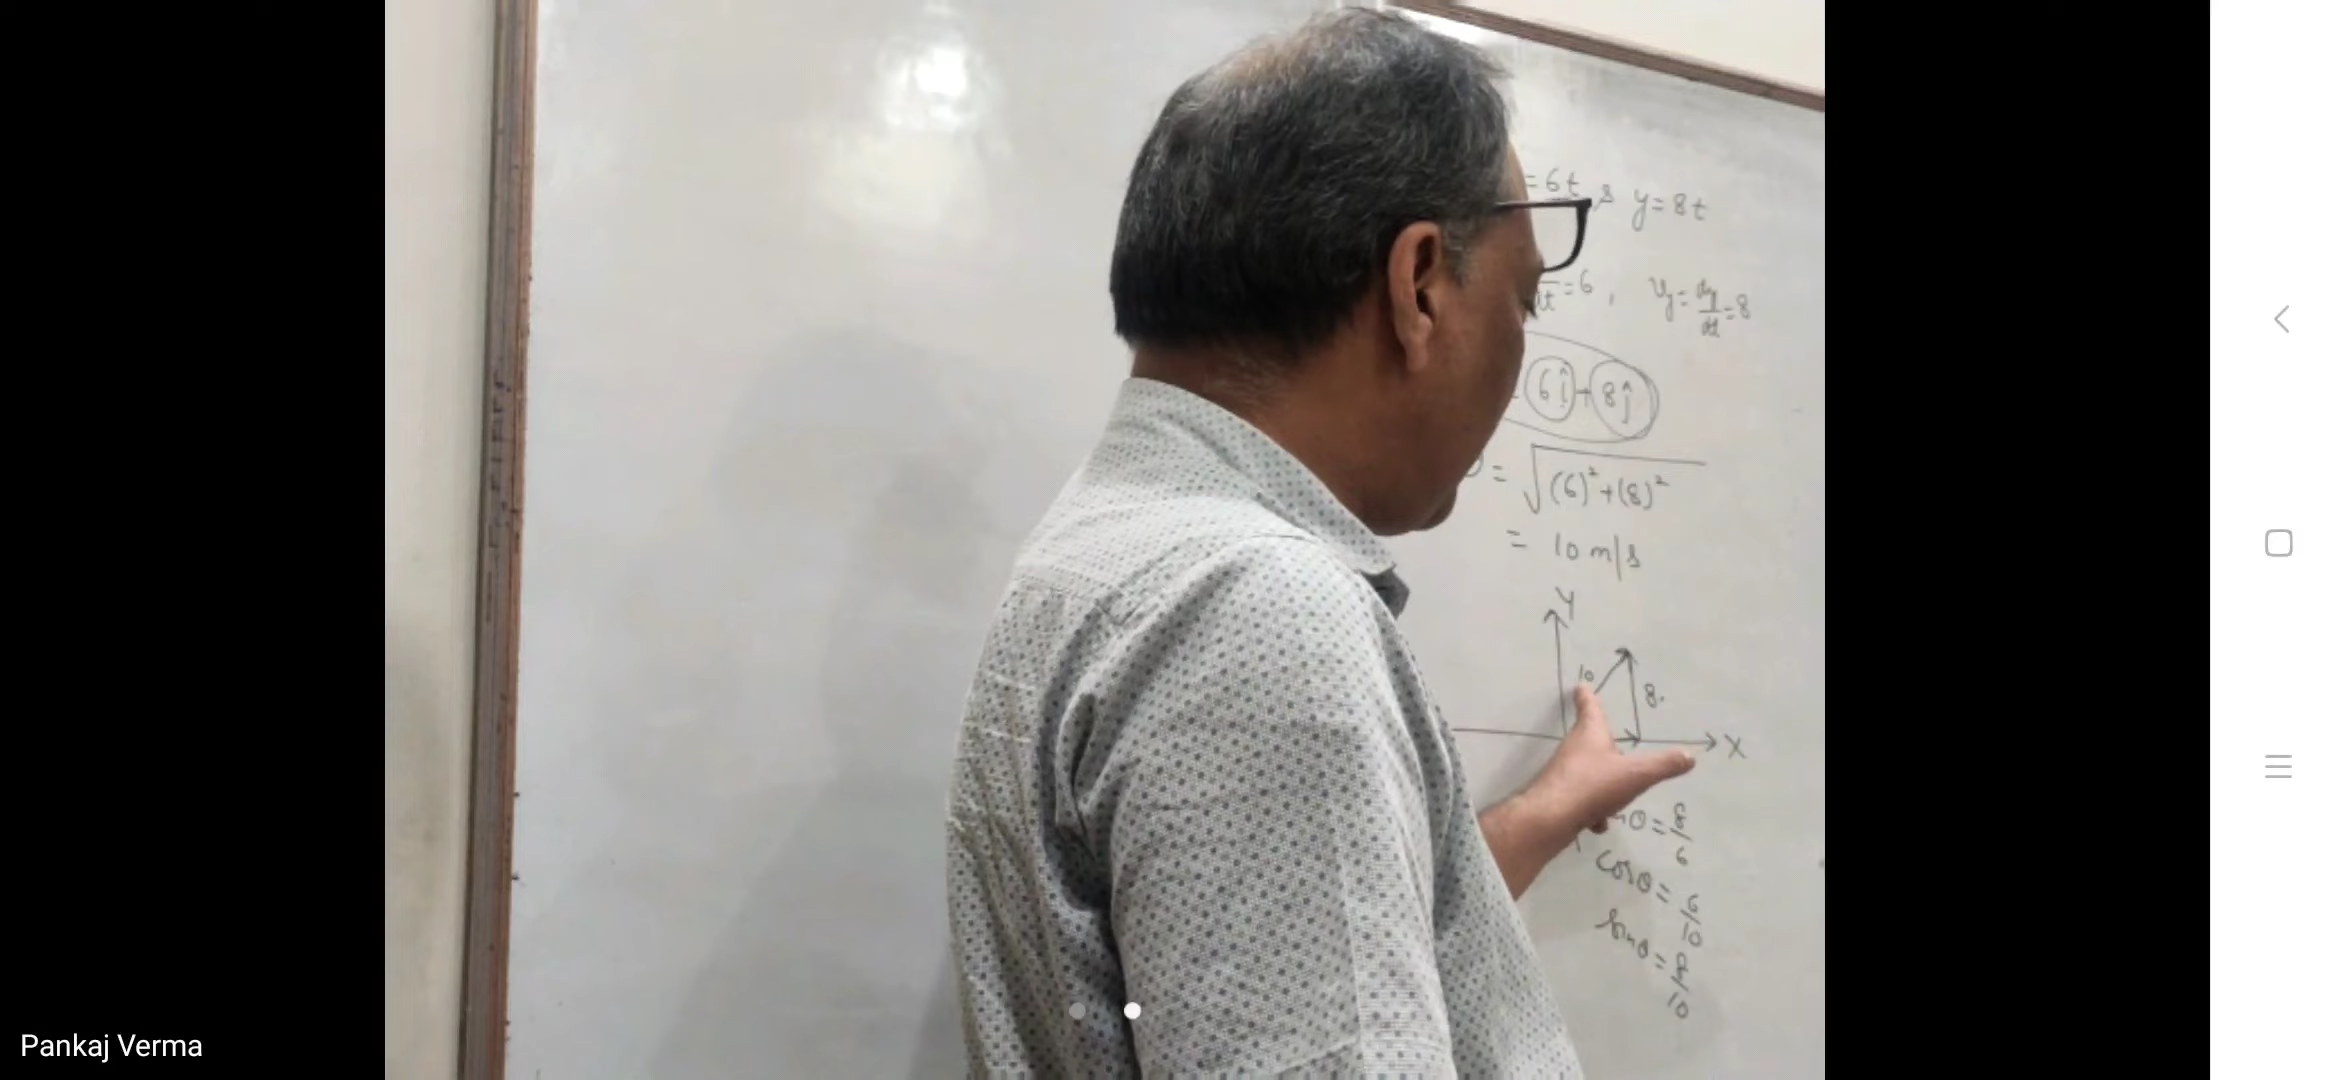 = 6t, & y = 8t
dt = 6, Vy = dy/dt = 8
6î + 8ĵ
= √(6)² + (8)²
= 10 m/s
Y
10
8
X
θ = 8/6
cosθ = 6/10
sinθ = 8/10
Pankaj Verma